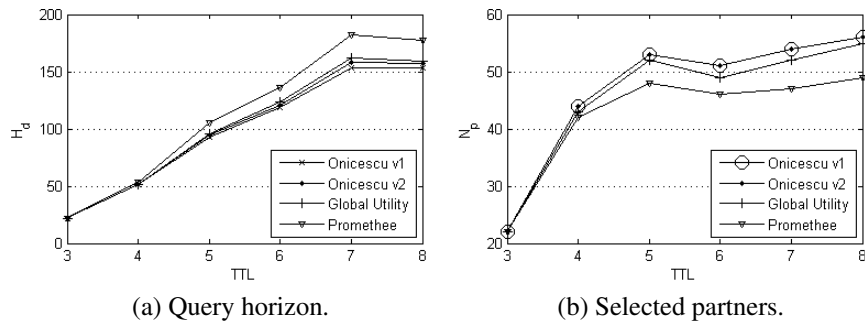 200
150
100
50
0
H_d
3 4 5 6 7 8
TTL
Onicescu v1
Onicescu v2
Global Utility
Promethee
(a) Query horizon.
60
50
40
30
20
N_p
3 4 5 6 7 8
TTL
Onicescu v1
Onicescu v2
Global Utility
Promethee
(b) Selected partners.